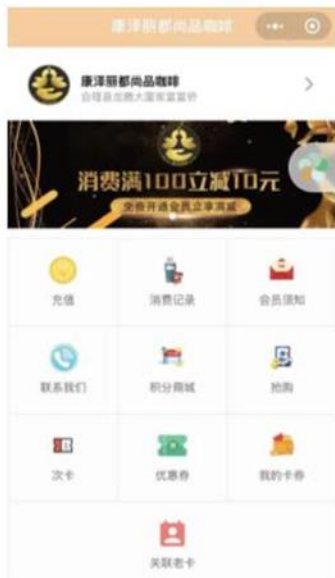 康泽丽都尚品咖啡
康泽丽都尚品咖啡
消费满100立减10元
免费开通会员立享消减
充值
消费记录
会员须知
联系我们
积分商城
抢购
次卡
优惠券
我的卡券
关联老卡